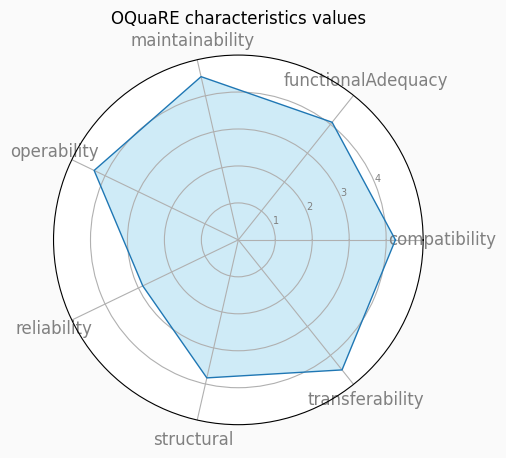 OQuaRE characteristics values
maintainability
functionalAdequacy
operability
4
3
2
1
compatibility
reliability
transferability
structural